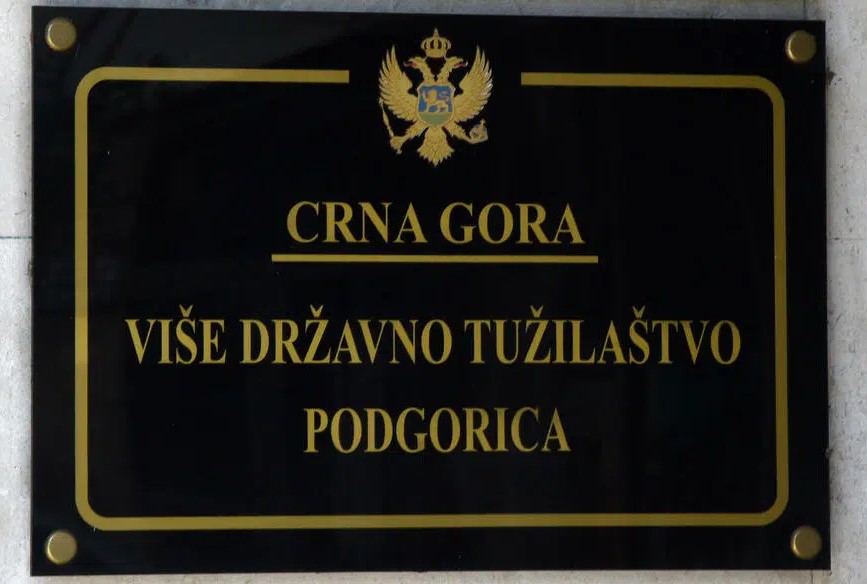 CRNA GORA
VIŠE DRŽAVNO TUŽILAŠTVO
PODGORICA